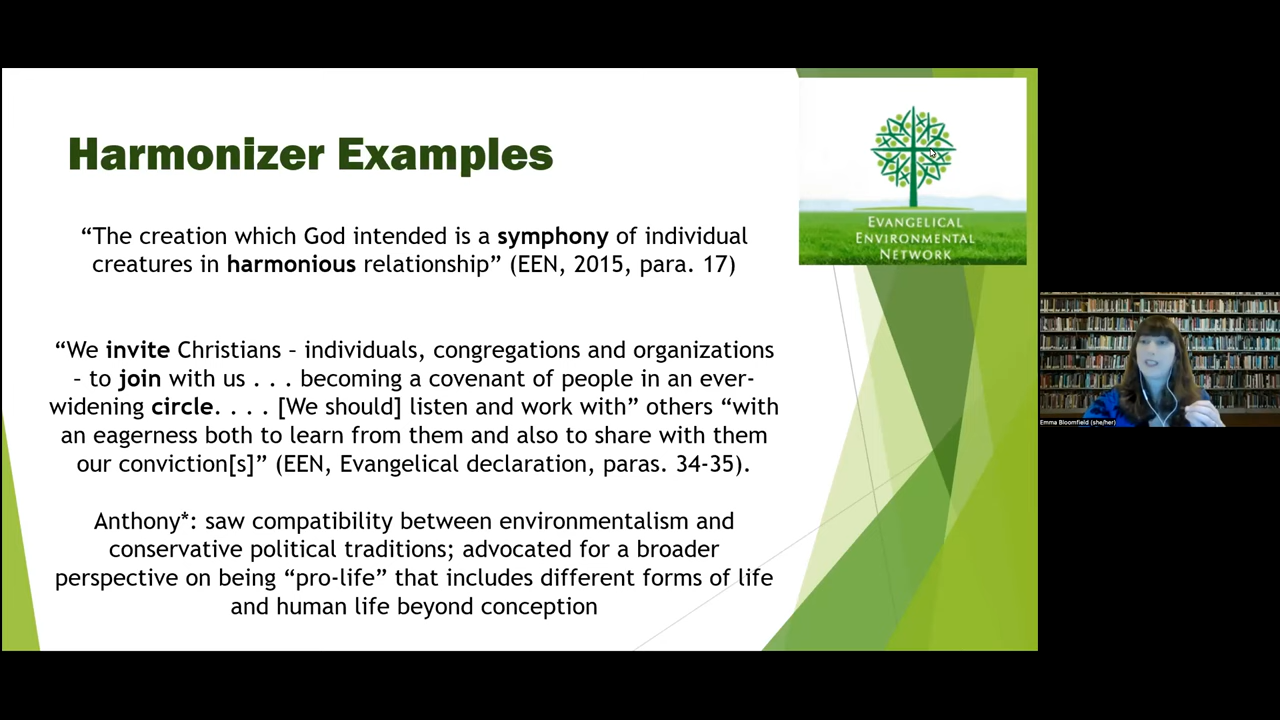 Harmonizer Examples
“The creation which God intended is a symphony of individual
creatures in harmonious relationship” (EEN, 2015, para. 17)
“We invite Christians – individuals, congregations and organizations
– to join with us . . . becoming a covenant of people in an ever-
widening circle. . . . [We should] listen and work with” others “with
an eagerness both to learn from them and also to share with them
our conviction[s]” (EEN, Evangelical declaration, paras. 34-35).
Anthony*: saw compatibility between environmentalism and
conservative political traditions; advocated for a broader
perspective on being “pro-life” that includes different forms of life
and human life beyond conception
EVANGELICAL
ENVIRONMENTAL
NETWORK
Emma Bloomfield (she/her)